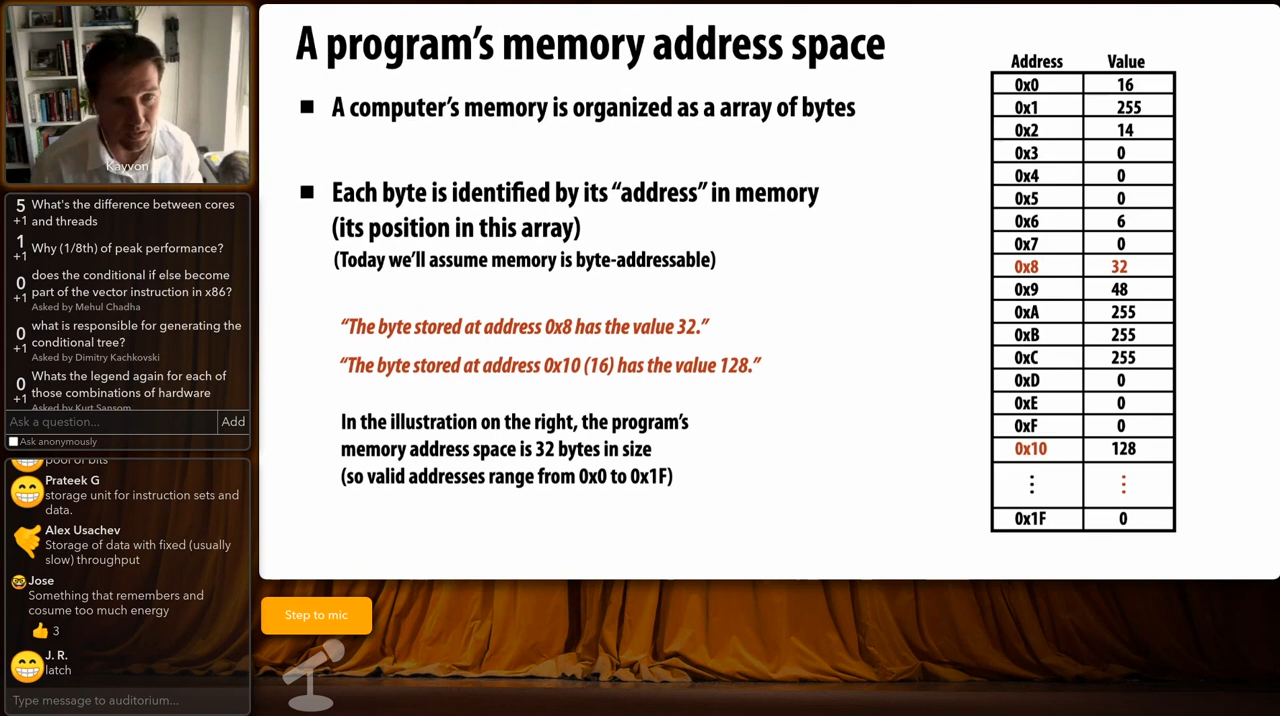 Kayvon
5 What's the difference between cores
+1 and threads
1 Why (1/8th) of peak performance?
+1
0 does the conditional if else become
+1 part of the vector instruction in x86?
Asked by Mehul Chadha
0 what is responsible for generating the
+1 conditional tree?
Asked by Dimitry Kachkovski
0 Whats the legend again for each of
+1 those combinations of hardware
Asked by Kurt Sansom
Ask a question... Add
Ask anonymously
pool of bits
Prateek G
storage unit for instruction sets and
data.
Alex Usachev
Storage of data with fixed (usually
slow) throughput
Jose
Something that remembers and
cosume too much energy
3
J. R.
latch
Type message to auditorium...
A program's memory address space
A computer's memory is organized as a array of bytes
Each byte is identified by its “address” in memory
(its position in this array)
(Today we'll assume memory is byte-addressable)
“The byte stored at address 0x8 has the value 32.”
“The byte stored at address 0x10 (16) has the value 128.”
In the illustration on the right, the program's
memory address space is 32 bytes in size
(so valid addresses range from 0x0 to 0x1F)
Address Value
0x0 16
0x1 255
0x2 14
0x3 0
0x4 0
0x5 0
0x6 6
0x7 0
0x8 32
0x9 48
0xA 255
0xB 255
0xC 255
0xD 0
0xE 0
0xF 0
0x10 128
⋮ ⋮
0x1F 0
Step to mic